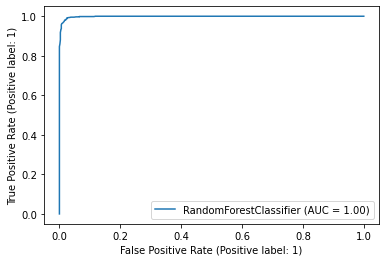 1.0
0.8
0.6
0.4
0.2
0.0
True Positive Rate (Positive label: 1)
RandomForestClassifier (AUC = 1.00)
0.0 0.2 0.4 0.6 0.8 1.0
False Positive Rate (Positive label: 1)